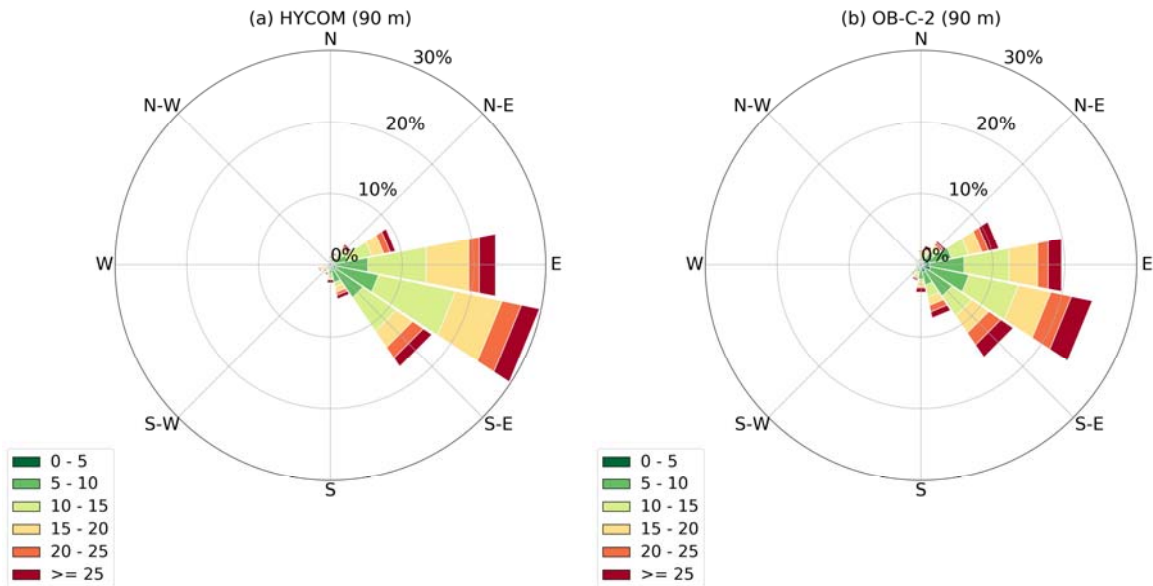 (a) HYCOM (90 m)
N
30%
N-W
N-E
20%
10%
0%
W
E
S-W
S-E
S
0 - 5
5 - 10
10 - 15
15 - 20
20 - 25
>= 25
(b) OB-C-2 (90 m)
N
30%
N-W
N-E
20%
10%
0%
W
E
S-W
S-E
S
0 - 5
5 - 10
10 - 15
15 - 20
20 - 25
>= 25